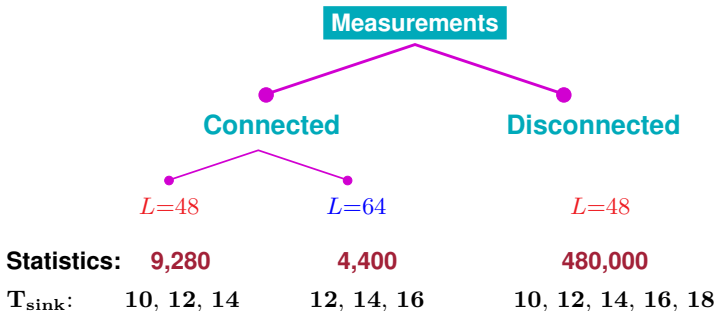 Measurements
Connected Disconnected
L=48 L=64 L=48
Statistics: 9,280 4,400 480,000
T_sink: 10, 12, 14 12, 14, 16 10, 12, 14, 16, 18